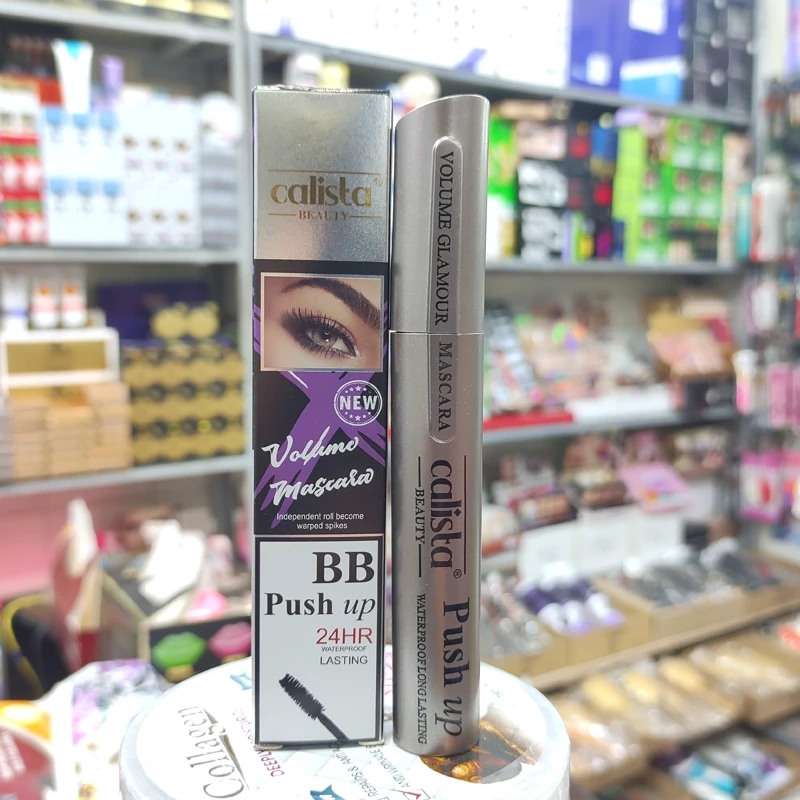 calista®
BEAUTY
NEW
Volume
Mascara
Independent roll become
warped spikes
BB
Push up
24HR
WATERPROOF
LASTING
VOLUME GLAMOUR
MASCARA
calista®
BEAUTY
Push up
WATERPROOF LONG LASTING
Collagen